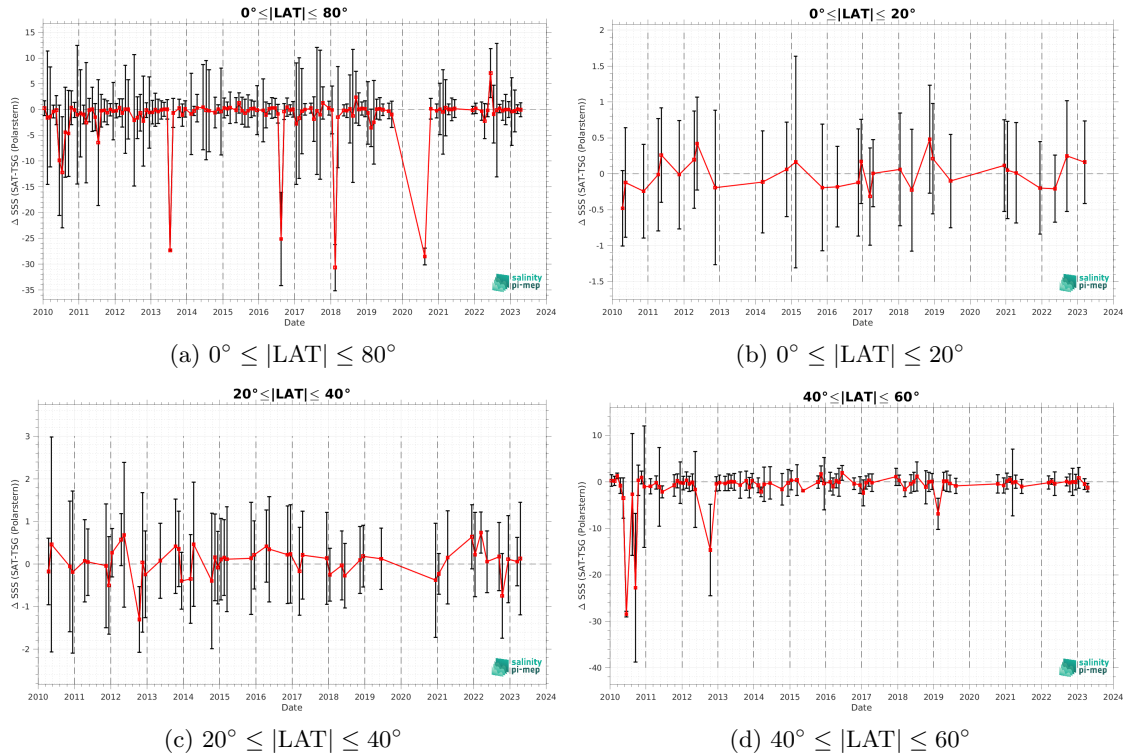 0°≤|LAT|≤ 80°
Δ SSS (SAT-TSG (Polarstern))
15
10
5
0
-5
-10
-15
-20
-25
-30
-35
2010 2011 2012 2013 2014 2015 2016 2017 2018 2019 2020 2021 2022 2023 2024
Date
salinity
pi-mep
(a) 0° ≤ |LAT| ≤ 80°
0°≤|LAT|≤ 20°
Δ SSS (SAT-TSG (Polarstern))
2
1.5
1
0.5
0
-0.5
-1
-1.5
2010 2011 2012 2013 2014 2015 2016 2017 2018 2019 2020 2021 2022 2023 2024
Date
salinity
pi-mep
(b) 0° ≤ |LAT| ≤ 20°
20°≤|LAT|≤ 40°
Δ SSS (SAT-TSG (Polarstern))
3
2
1
0
-1
-2
2010 2011 2012 2013 2014 2015 2016 2017 2018 2019 2020 2021 2022 2023 2024
Date
salinity
pi-mep
(c) 20° ≤ |LAT| ≤ 40°
40°≤|LAT|≤ 60°
Δ SSS (SAT-TSG (Polarstern))
10
0
-10
-20
-30
-40
2010 2011 2012 2013 2014 2015 2016 2017 2018 2019 2020 2021 2022 2023 2024
Date
salinity
pi-mep
(d) 40° ≤ |LAT| ≤ 60°